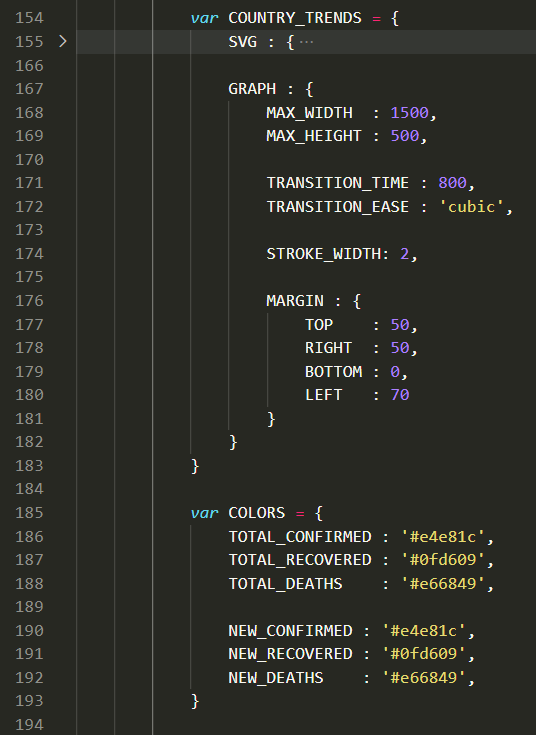 154 var COUNTRY_TRENDS = {
155 > SVG : { ···
166
167 GRAPH : {
168 MAX_WIDTH  : 1500,
169 MAX_HEIGHT : 500,
170
171 TRANSITION_TIME : 800,
172 TRANSITION_EASE : 'cubic',
173
174 STROKE_WIDTH: 2,
175
176 MARGIN : {
177 TOP    : 50,
178 RIGHT  : 50,
179 BOTTOM : 0,
180 LEFT   : 70
181 }
182 }
183 }
184
185 var COLORS = {
186 TOTAL_CONFIRMED : '#e4e81c',
187 TOTAL_RECOVERED : '#0fd609',
188 TOTAL_DEATHS    : '#e66849',
189
190 NEW_CONFIRMED : '#e4e81c',
191 NEW_RECOVERED : '#0fd609',
192 NEW_DEATHS    : '#e66849',
193 }
194